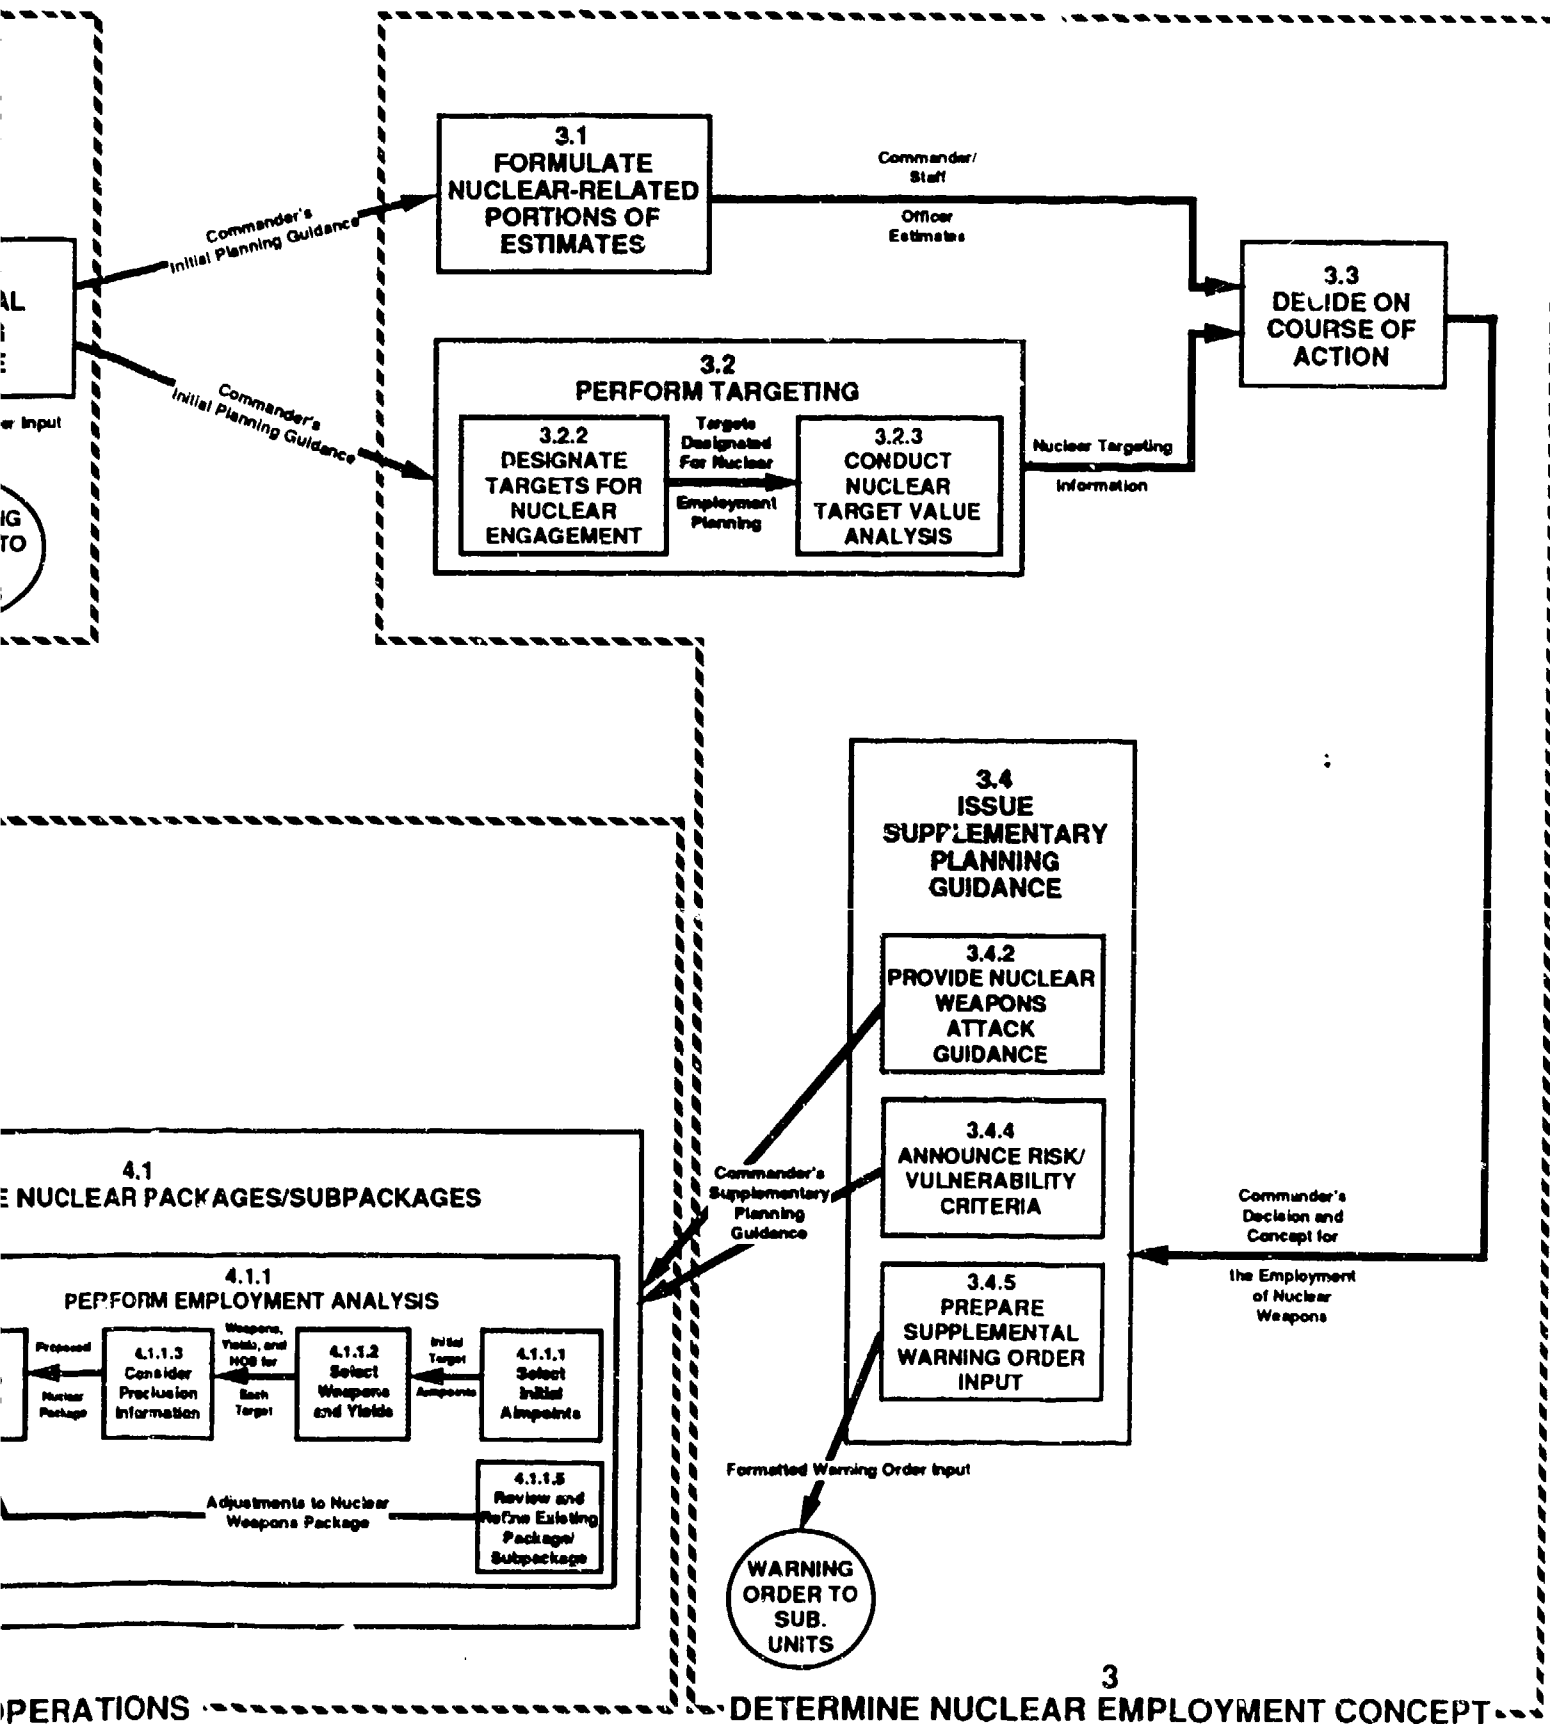 3.1
FORMULATE
NUCLEAR-RELATED
PORTIONS OF
ESTIMATES
Commander/
Staff
Officer
Estimates
Commander's
Initial Planning Guidance
3.3
DECIDE ON
COURSE OF
ACTION
AL
E
er Input
NG
TO
Commander's
Initial Planning Guidance
3.2
PERFORM TARGETING
3.2.2
DESIGNATE
TARGETS FOR
NUCLEAR
ENGAGEMENT
Targets
Designated
For Nuclear
Employment
Planning
3.2.3
CONDUCT
NUCLEAR
TARGET VALUE
ANALYSIS
Nuclear Targeting
Information
3.4
ISSUE
SUPPLEMENTARY
PLANNING
GUIDANCE
3.4.2
PROVIDE NUCLEAR
WEAPONS
ATTACK
GUIDANCE
3.4.4
ANNOUNCE RISK/
VULNERABILITY
CRITERIA
3.4.5
PREPARE
SUPPLEMENTAL
WARNING ORDER
INPUT
Commander's
Decision and
Concept for
the Employment
of Nuclear
Weapons
Commander's
Supplementary
Planning
Guidance
4.1
E NUCLEAR PACKAGES/SUBPACKAGES
4.1.1
PERFORM EMPLOYMENT ANALYSIS
Proposed
Nuclear
Package
4.1.1.3
Consider
Preclusion
Information
Weapons,
Yields, and
HOB for
Each
Target
4.1.1.2
Select
Weapons
and Yields
Initial
Target
Aimpoints
4.1.1.1
Select
Initial
Aimpoints
Adjustments to Nuclear
Weapons Package
4.1.1.5
Review and
Refine Existing
Package/
Subpackage
Formatted Warning Order Input
WARNING
ORDER TO
SUB.
UNITS
OPERATIONS
3
DETERMINE NUCLEAR EMPLOYMENT CONCEPT